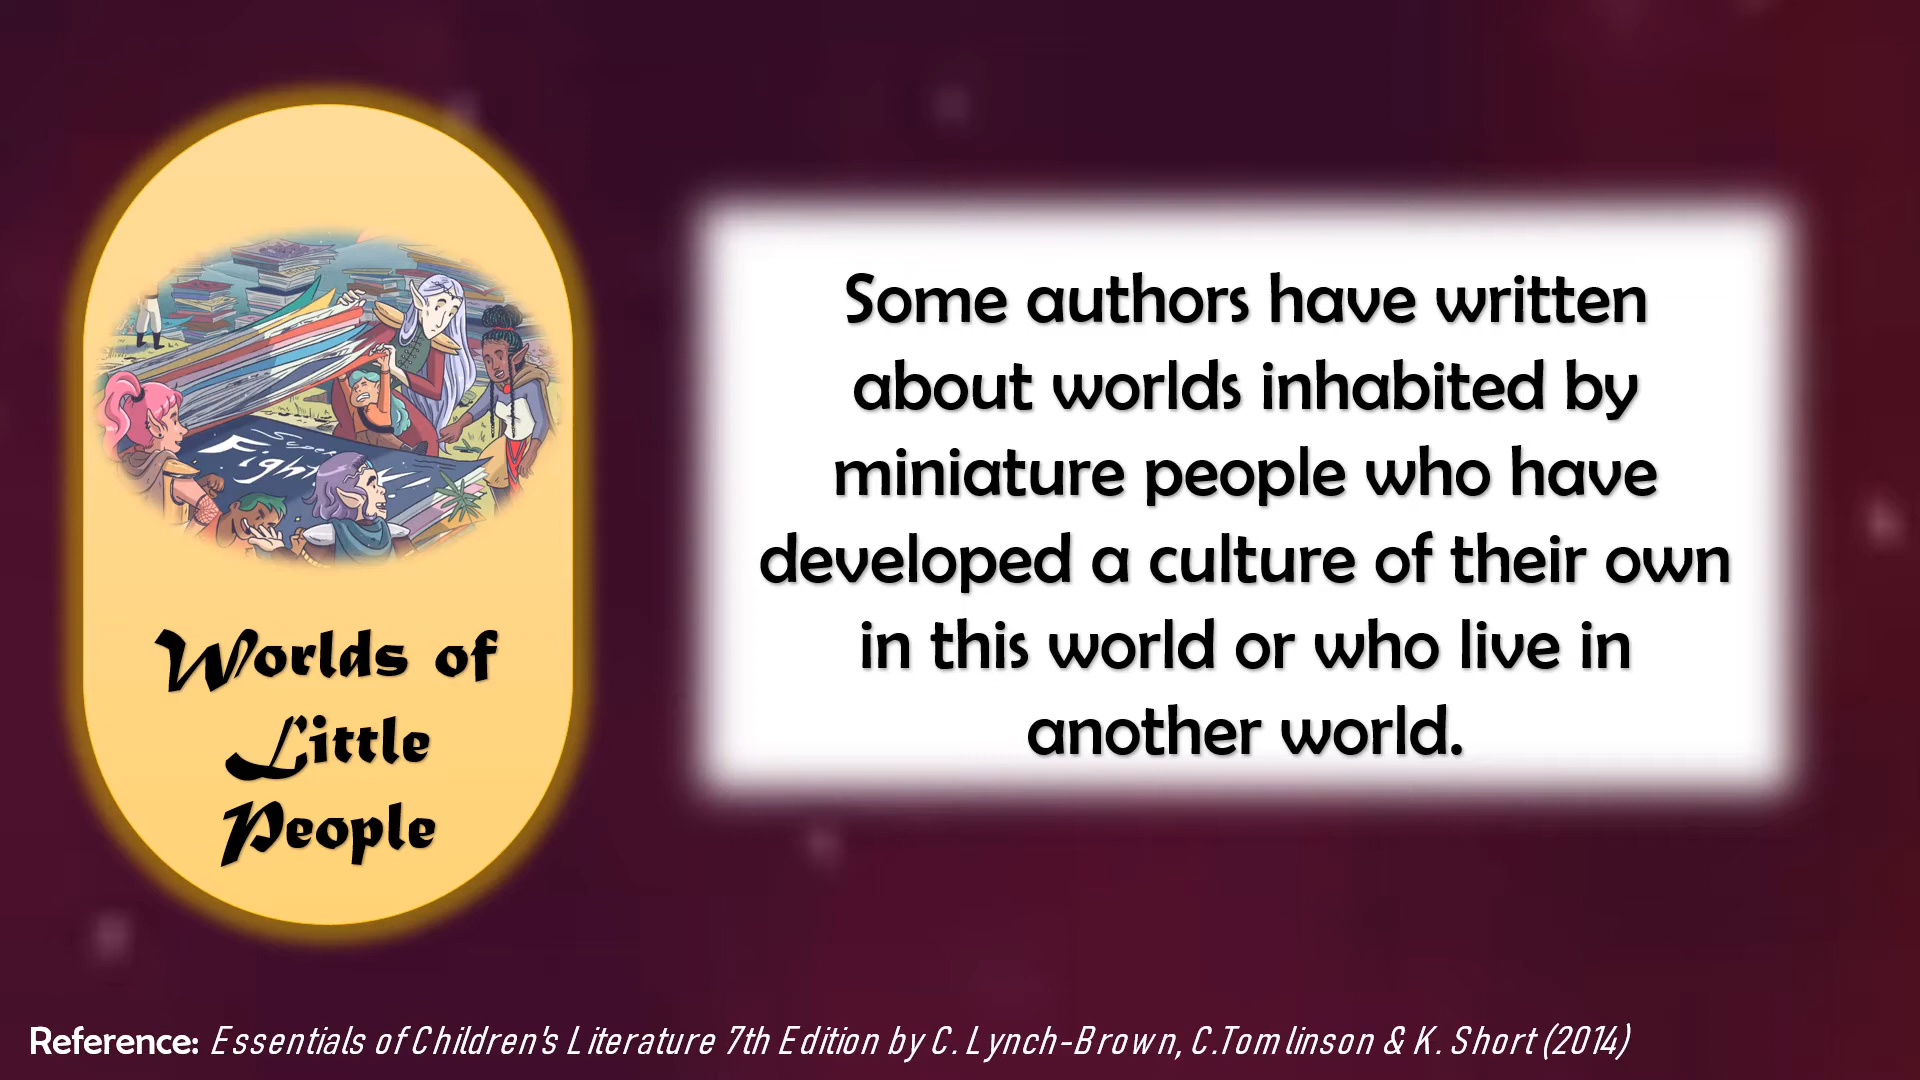 Super
Fight
Worlds of
Little
People
Some authors have written
about worlds inhabited by
miniature people who have
developed a culture of their own
in this world or who live in
another world.
Reference: Essentials of Children's Literature 7th Edition by C. Lynch-Brown, C.Tomlinson & K. Short (2014)